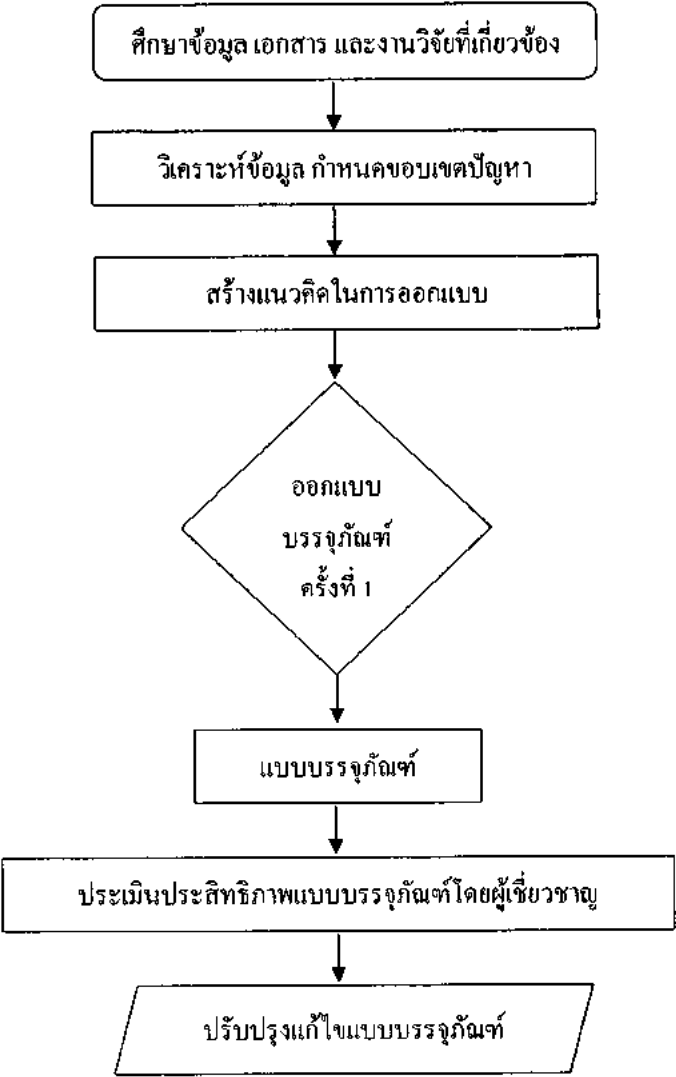 ศึกษาข้อมูล เอกสาร และงานวิจัยที่เกี่ยวข้อง
วิเคราะห์ข้อมูล กำหนดขอบเขตปัญหา
สร้างแนวคิดในการออกแบบ
ออกแบบ
บรรจุภัณฑ์
ครั้งที่ 1
แบบบรรจุภัณฑ์
ประเมินประสิทธิภาพแบบบรรจุภัณฑ์โดยผู้เชี่ยวชาญ
ปรับปรุงแก้ไขแบบบรรจุภัณฑ์